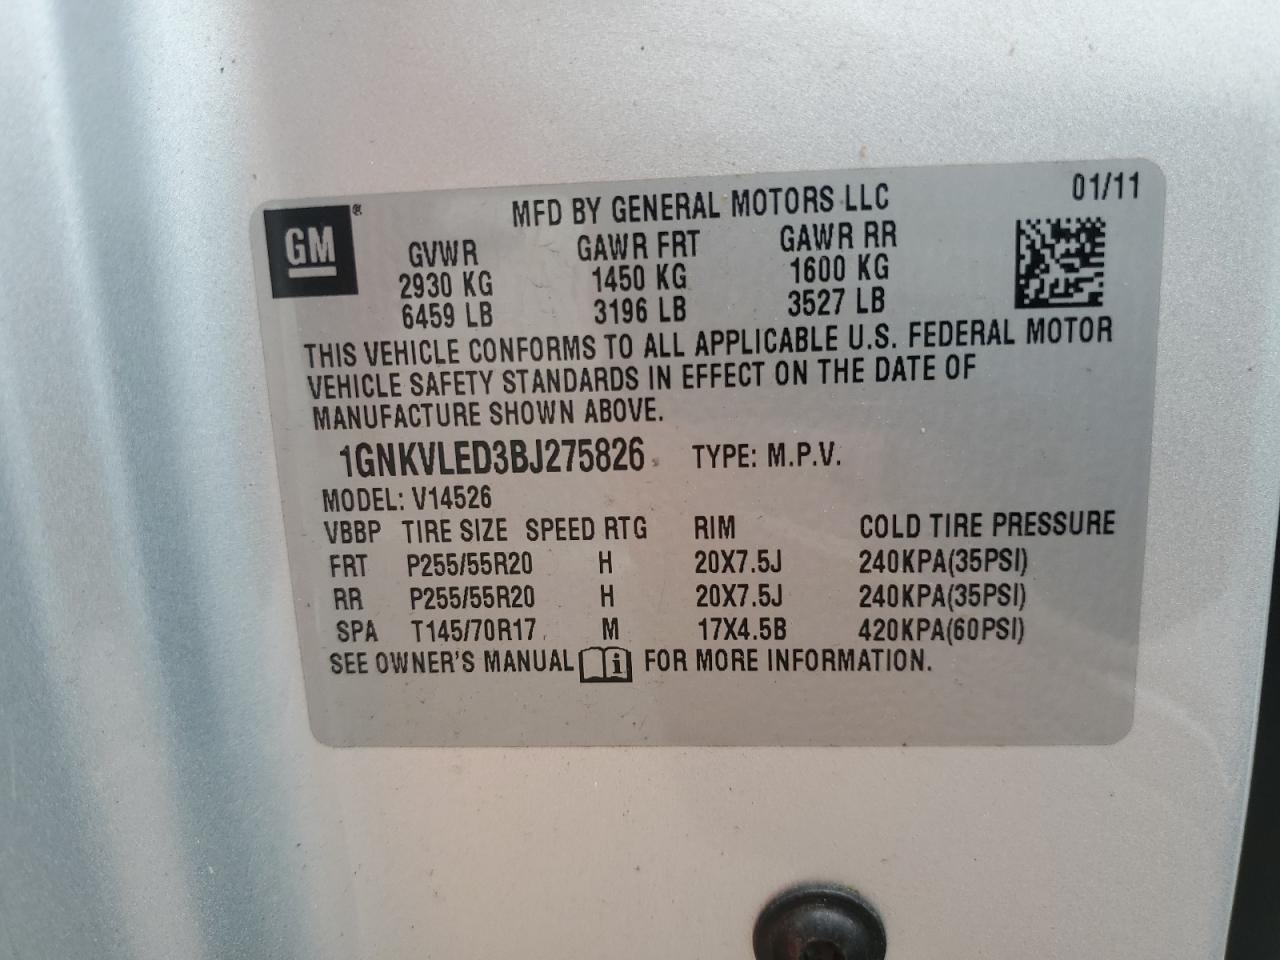 GM®
MFD BY GENERAL MOTORS LLC 01/11
GVWR GAWR FRT GAWR RR
2930 KG 1450 KG 1600 KG
6459 LB 3196 LB 3527 LB
THIS VEHICLE CONFORMS TO ALL APPLICABLE U.S. FEDERAL MOTOR
VEHICLE SAFETY STANDARDS IN EFFECT ON THE DATE OF
MANUFACTURE SHOWN ABOVE.
1GNKVLED3BJ275826 TYPE: M.P.V.
MODEL: V14526
VBBP TIRE SIZE SPEED RTG RIM COLD TIRE PRESSURE
FRT P255/55R20 H 20X7.5J 240KPA(35PSI)
RR P255/55R20 H 20X7.5J 240KPA(35PSI)
SPA T145/70R17 M 17X4.5B 420KPA(60PSI)
SEE OWNER'S MANUAL i FOR MORE INFORMATION.